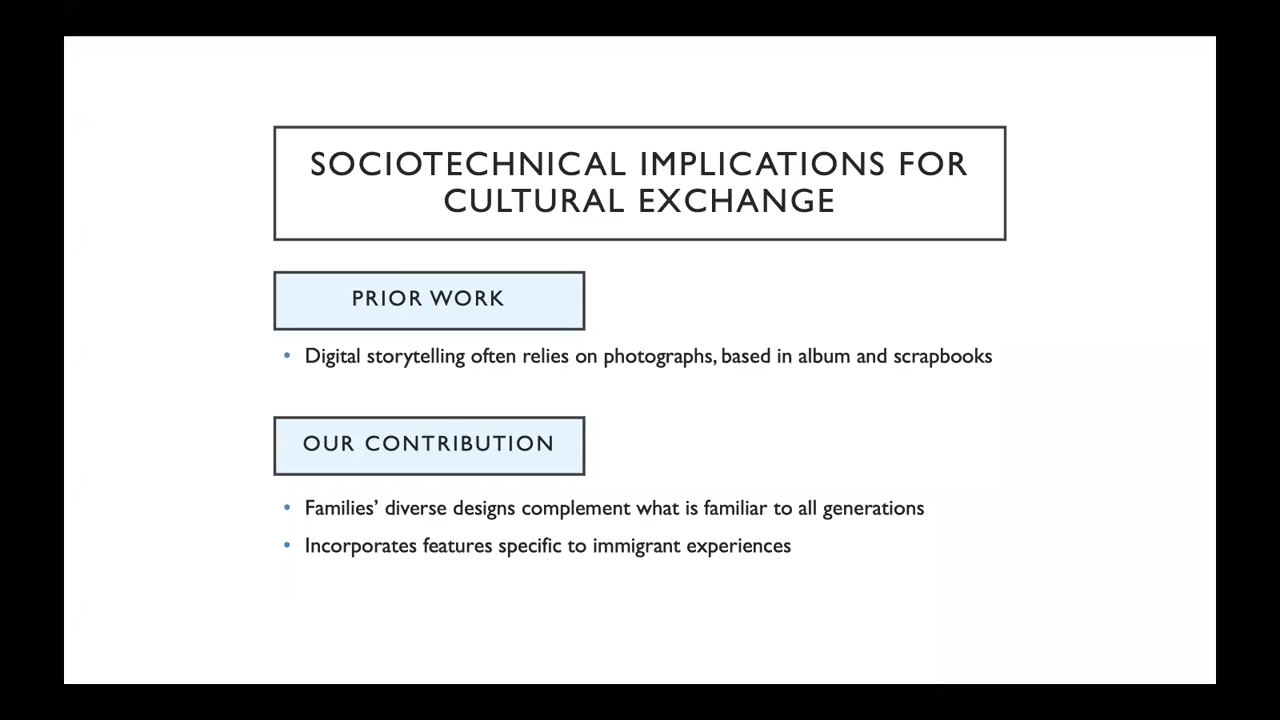 SOCIOTECHNICAL IMPLICATIONS FOR
CULTURAL EXCHANGE
PRIOR WORK
• Digital storytelling often relies on photographs, based in album and scrapbooks
OUR CONTRIBUTION
• Families’ diverse designs complement what is familiar to all generations
• Incorporates features specific to immigrant experiences